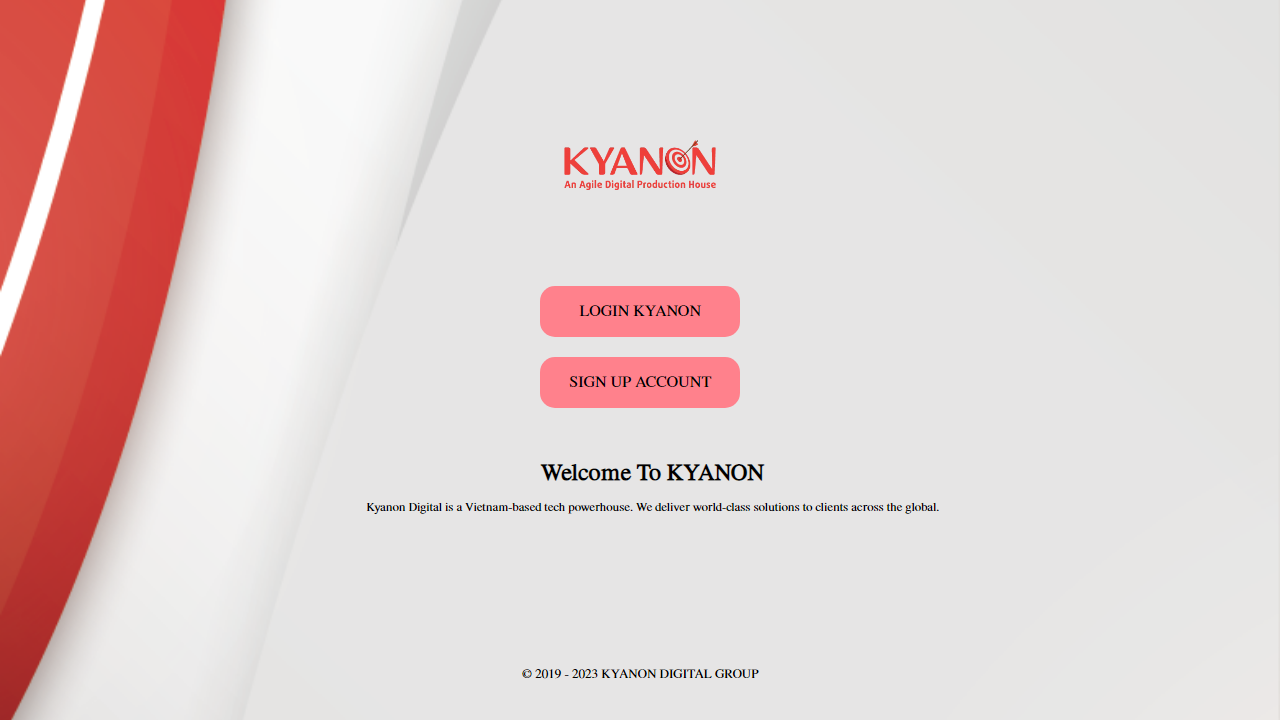 KYANON
An Agile Digital Production House
LOGIN KYANON
SIGN UP ACCOUNT
Welcome To KYANON
Kyanon Digital is a Vietnam-based tech powerhouse. We deliver world-class solutions to clients across the global.
© 2019 - 2023 KYANON DIGITAL GROUP